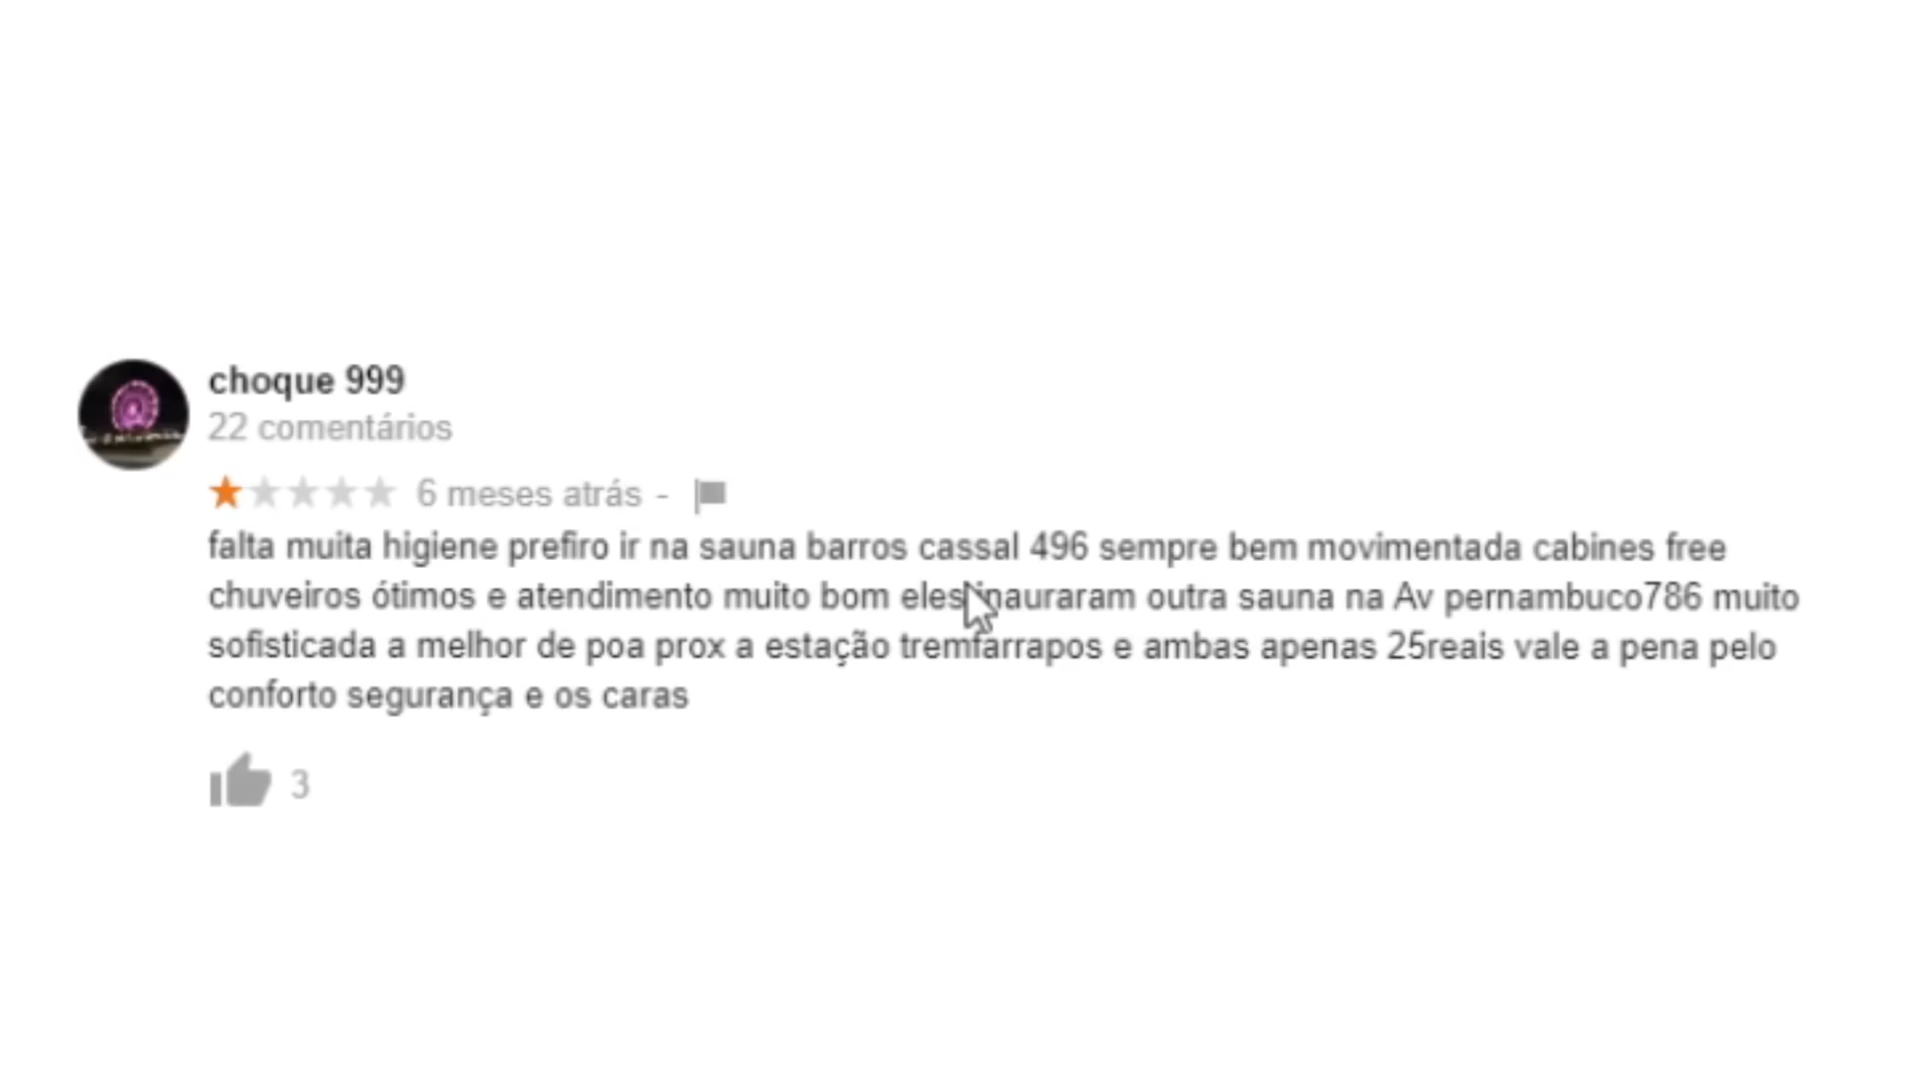 choque 999
22 comentários
6 meses atrás -
falta muita higiene prefiro ir na sauna barros cassal 496 sempre bem movimentada cabines free
chuveiros ótimos e atendimento muito bom eles inauraram outra sauna na Av pernambuco786 muito
sofisticada a melhor de poa prox a estação tremfarrapos e ambas apenas 25reais vale a pena pelo
conforto segurança e os caras
3